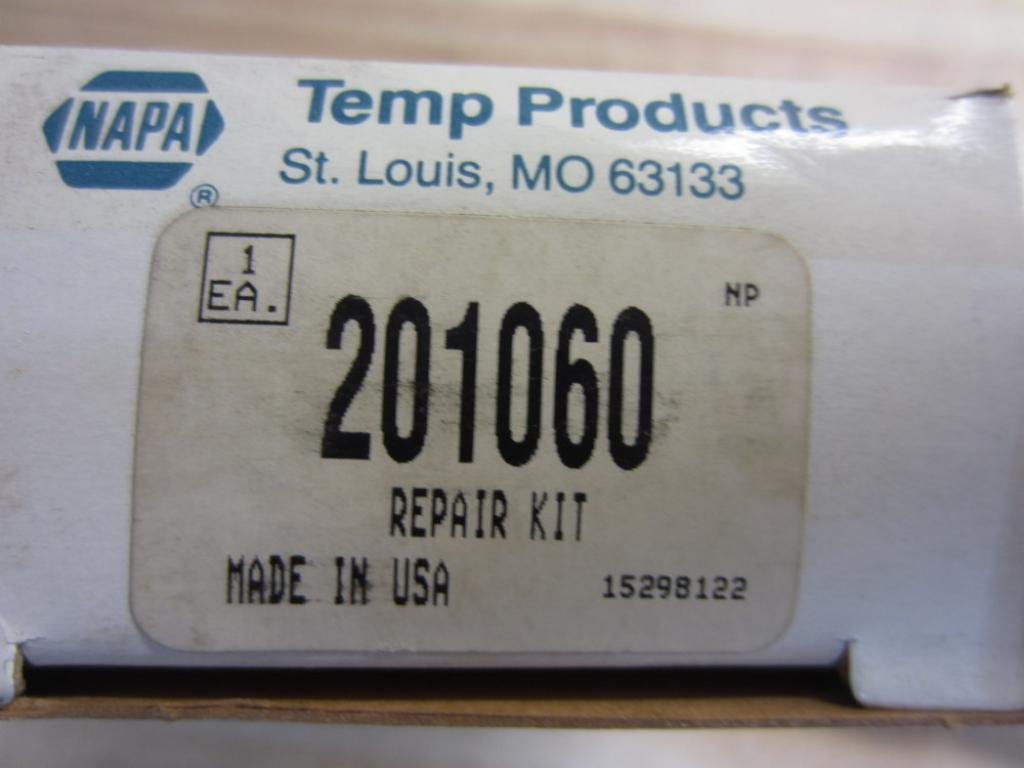 NAPA
®
Temp Products
St. Louis, MO 63133
1
EA.
NP
201060
REPAIR KIT
MADE IN USA
15298122